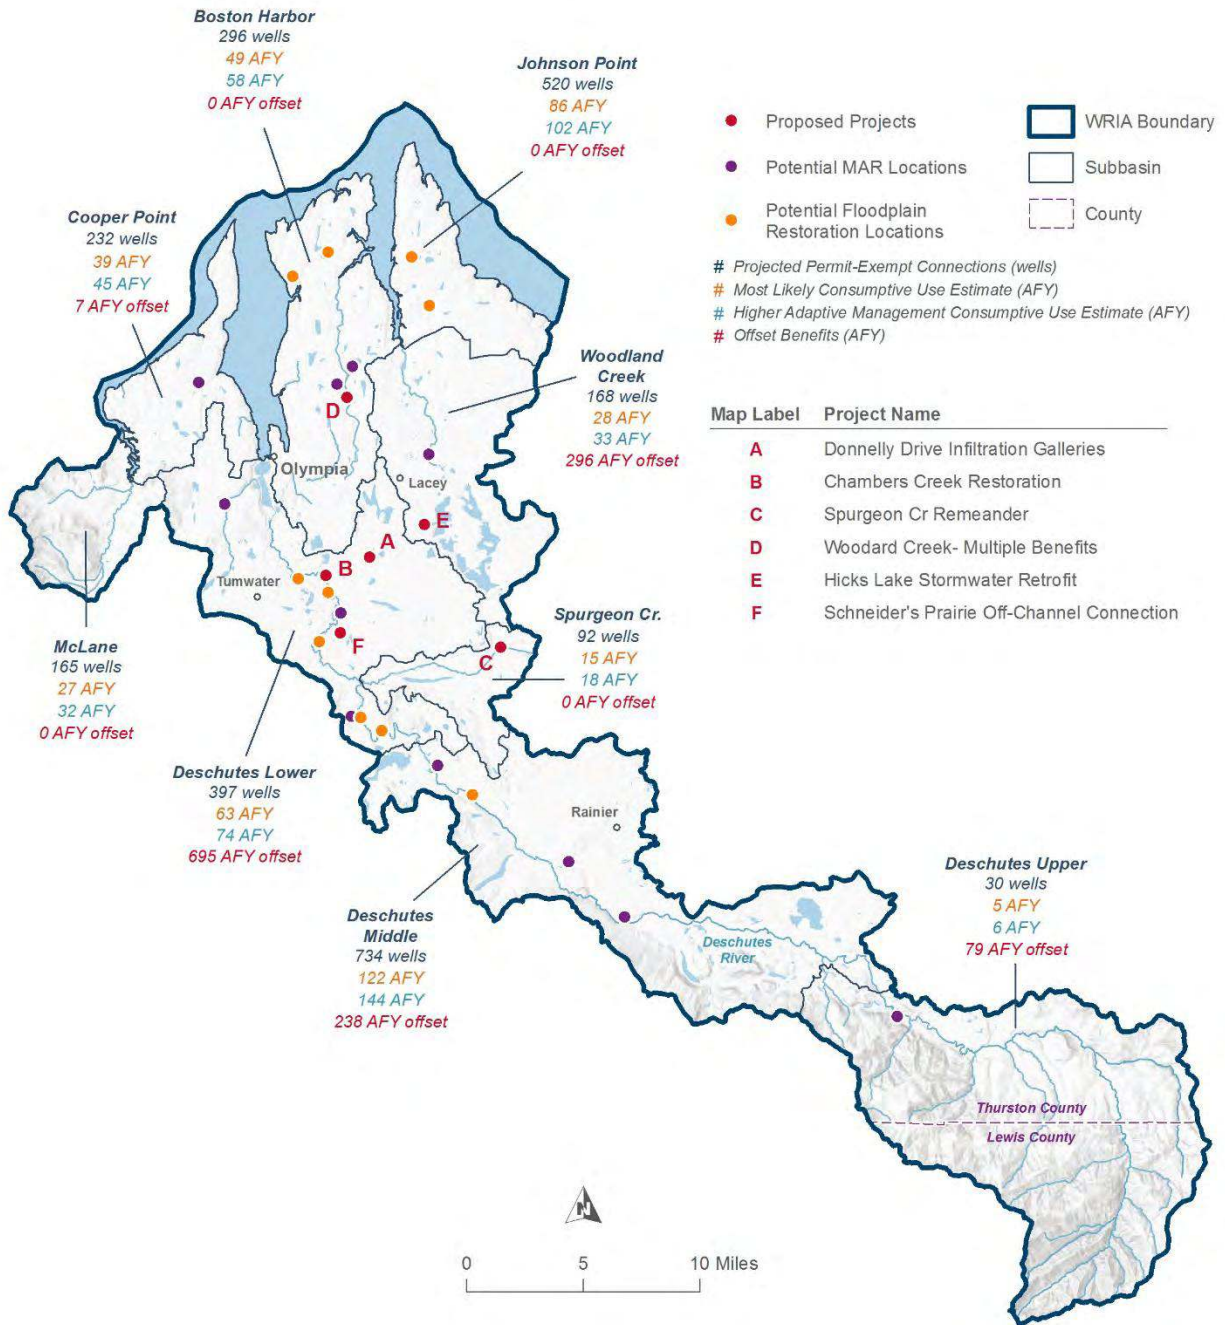 Boston Harbor
296 wells
49 AFY
58 AFY
0 AFY offset
Johnson Point
520 wells
86 AFY
102 AFY
0 AFY offset
Cooper Point
232 wells
39 AFY
45 AFY
7 AFY offset
Proposed Projects
Potential MAR Locations
Potential Floodplain
Restoration Locations
WRIA Boundary
Subbasin
County
# Projected Permit-Exempt Connections (wells)
# Most Likely Consumptive Use Estimate (AFY)
# Higher Adaptive Management Consumptive Use Estimate (AFY)
# Offset Benefits (AFY)
Woodland
Creek
168 wells
28 AFY
33 AFY
296 AFY offset
Map Label Project Name
A Donnelly Drive Infiltration Galleries
B Chambers Creek Restoration
C Spurgeon Cr Remeander
D Woodard Creek- Multiple Benefits
E Hicks Lake Stormwater Retrofit
F Schneider's Prairie Off-Channel Connection
D
Olympia
Lacey
E
A
B
Tumwater
F
C
Spurgeon Cr.
92 wells
15 AFY
18 AFY
0 AFY offset
McLane
165 wells
27 AFY
32 AFY
0 AFY offset
Deschutes Lower
397 wells
63 AFY
74 AFY
695 AFY offset
Rainier
Deschutes
Middle
734 wells
122 AFY
144 AFY
238 AFY offset
Deschutes
River
Deschutes Upper
30 wells
5 AFY
6 AFY
79 AFY offset
Thurston County
Lewis County
N
0 5 10 Miles